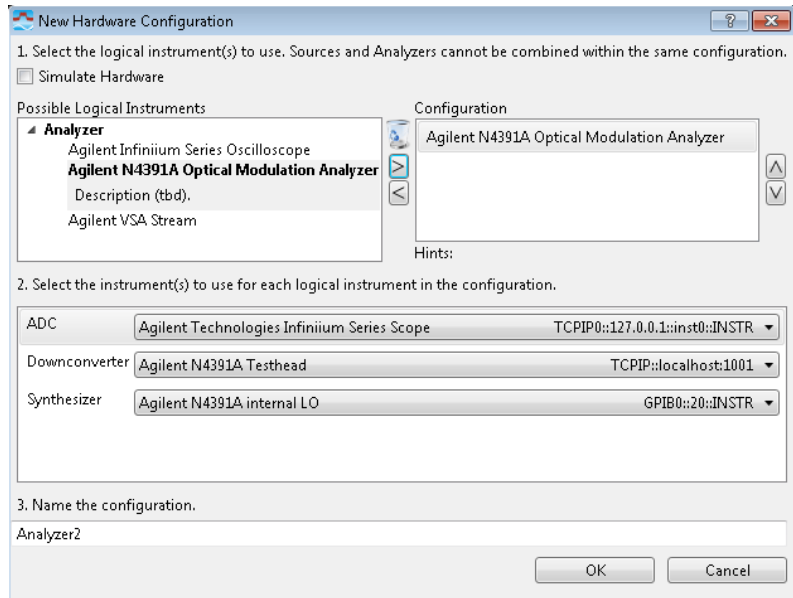 New Hardware Configuration
1. Select the logical instrument(s) to use. Sources and Analyzers cannot be combined within the same configuration.
Simulate Hardware
Possible Logical Instruments
Analyzer
Agilent Infiniium Series Oscilloscope
Agilent N4391A Optical Modulation Analyzer
Description (tbd).
Agilent VSA Stream
>
<
Configuration
Agilent N4391A Optical Modulation Analyzer
Hints:
2. Select the instrument(s) to use for each logical instrument in the configuration.
ADC Agilent Technologies Infiniium Series Scope TCPIP0::127.0.0.1::inst0::INSTR
Downconverter Agilent N4391A Testhead TCPIP::localhost:1001
Synthesizer Agilent N4391A internal LO GPIB0::20::INSTR
3. Name the configuration.
Analyzer2
OK Cancel